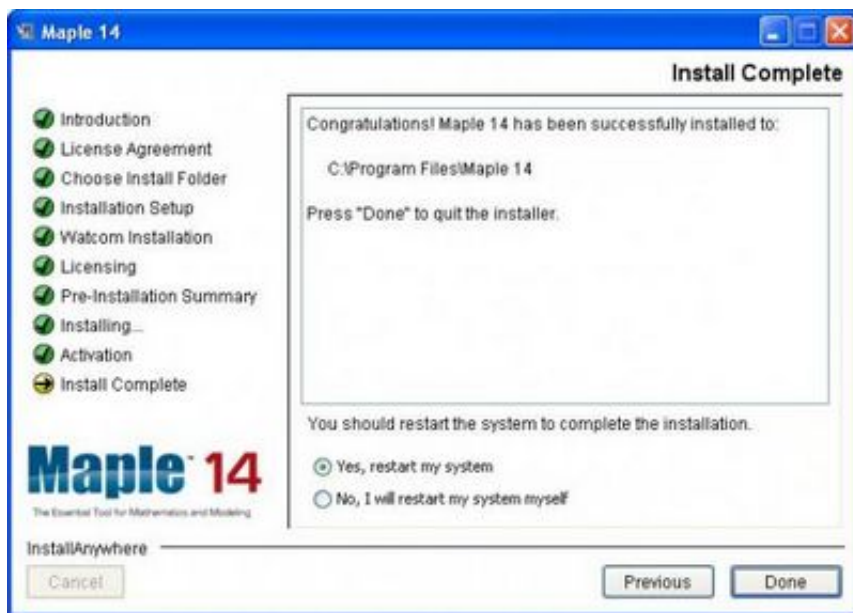 Maple 14
Install Complete
Introduction
License Agreement
Choose Install Folder
Installation Setup
Watcom Installation
Licensing
Pre-Installation Summary
Installing...
Activation
Install Complete
Congratulations! Maple 14 has been successfully installed to:
C:\Program Files\Maple 14
Press "Done" to quit the installer.
You should restart the system to complete the installation.
Yes, restart my system
No, I will restart my system myself
Maple™ 14
The Essential Tool for Mathematics and Modeling
InstallAnywhere
Cancel
Previous
Done